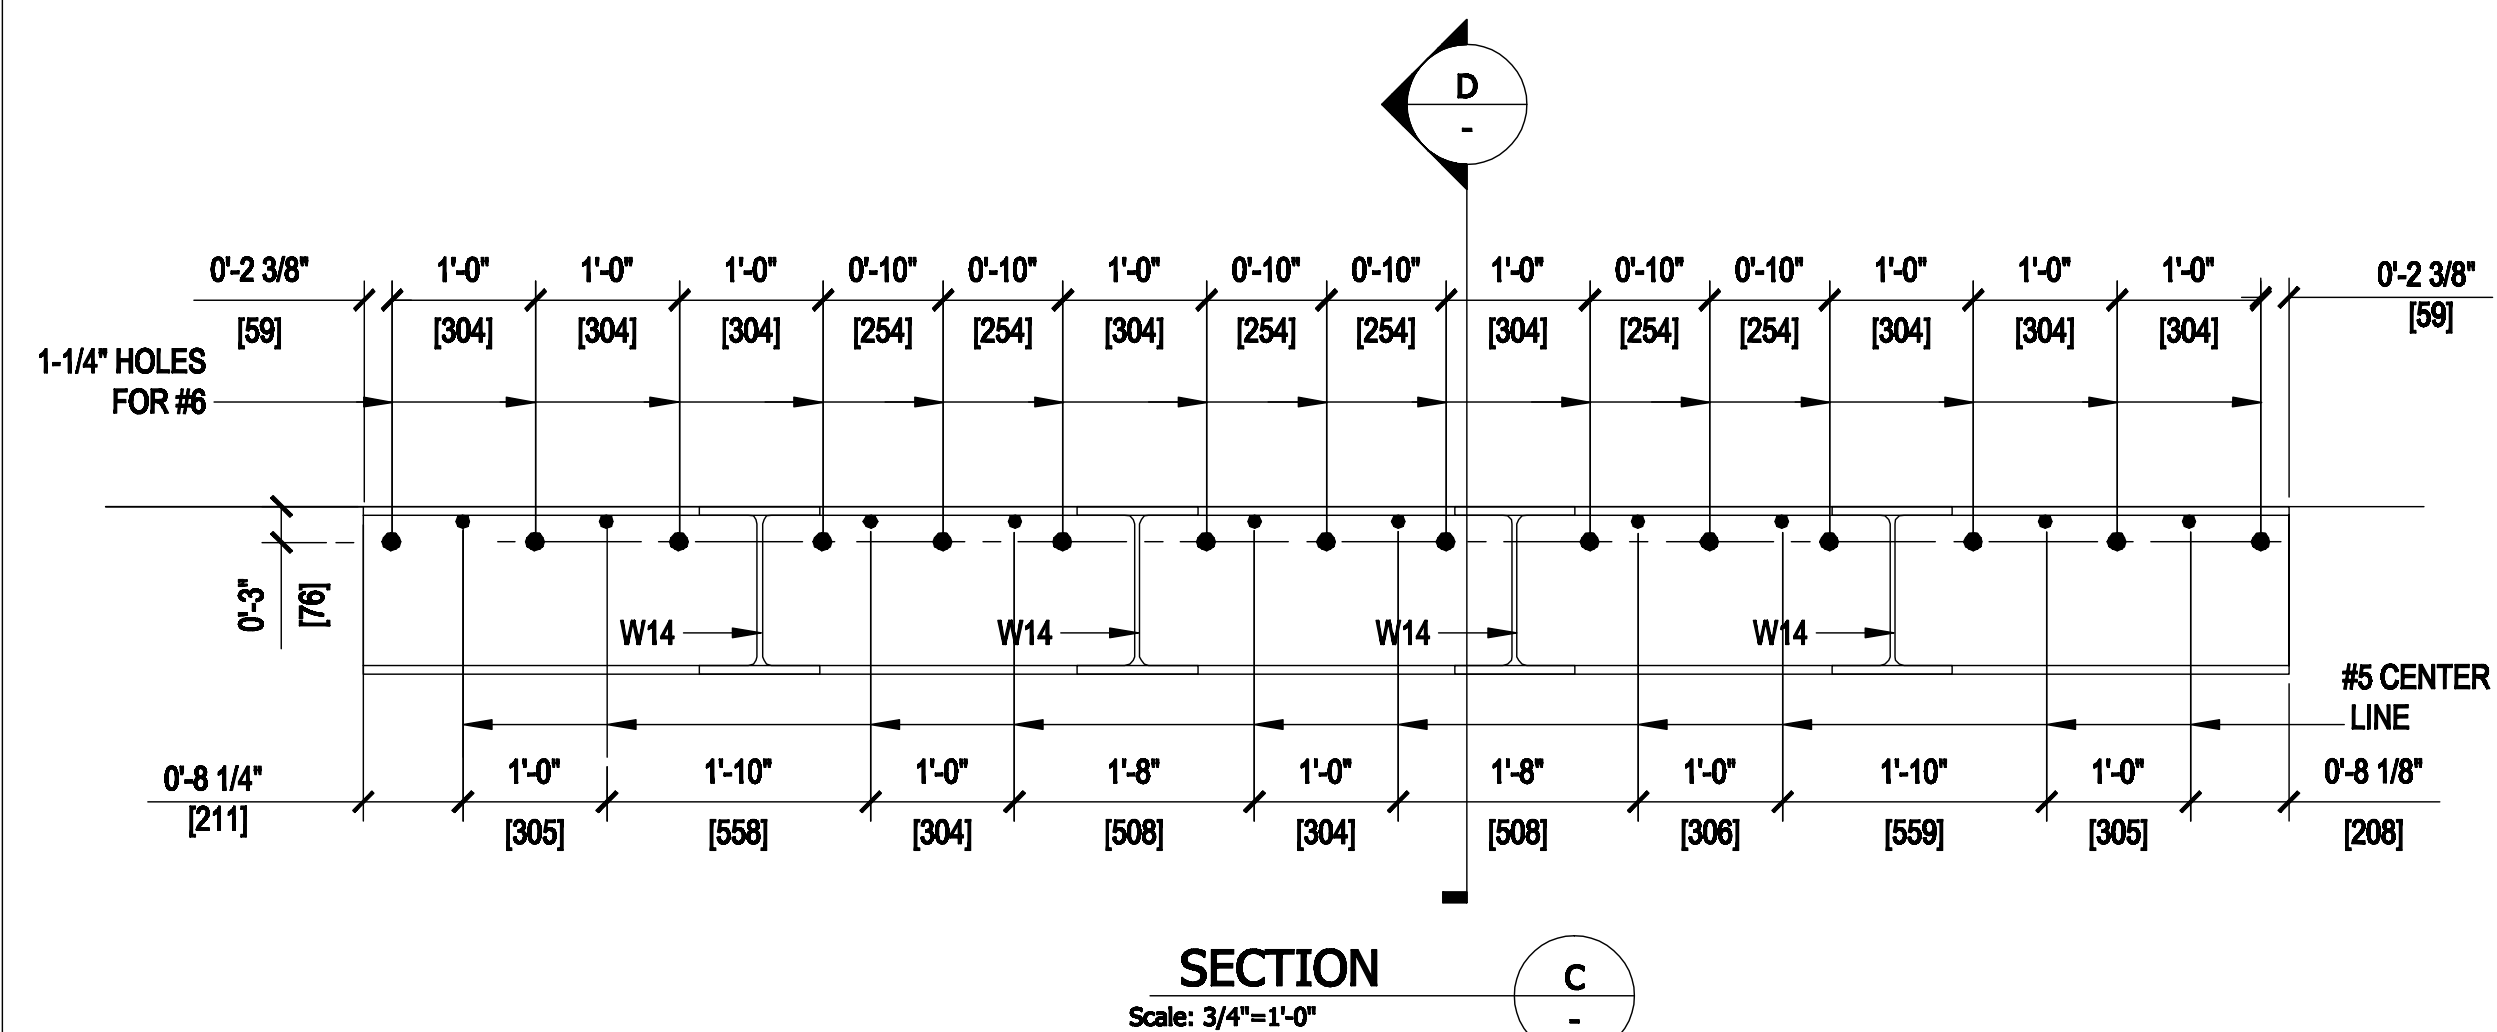 D
-
0'-2 3/8" 1'-0" 1'-0" 1'-0" 0'-10" 0'-10" 1'-0" 0'-10" 0'-10" 1'-0" 0'-10" 0'-10" 1'-0" 1'-0" 1'-0" 0'-2 3/8"
[59] [304] [304] [304] [254] [254] [304] [254] [254] [304] [254] [254] [304] [304] [304] [59]
1-1/4" HOLES
FOR #6
0'-3"
[76]
W14 W14 W14 W14
#5 CENTER
LINE
0'-8 1/4" 1'-0" 1'-10" 1'-0" 1'-8" 1'-0" 1'-8" 1'-0" 1'-10" 1'-0" 0'-8 1/8"
[211] [305] [558] [304] [508] [304] [508] [306] [559] [305] [208]
SECTION
C
-
Scale: 3/4"=1'-0"